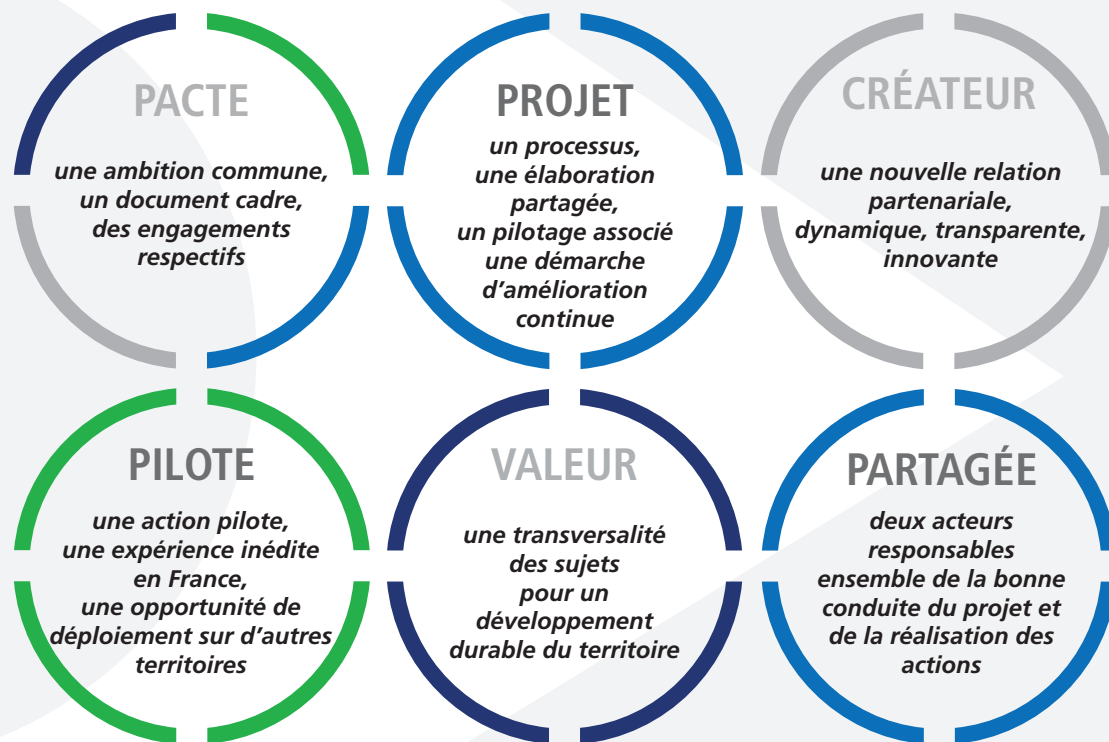 PACTE
une ambition commune,
un document cadre,
des engagements
respectifs
PROJET
un processus,
une élaboration
partagée,
un pilotage associé
une démarche
d'amélioration
continue
CRÉATEUR
une nouvelle relation
partenariale,
dynamique, transparente,
innovante
PILOTE
une action pilote,
une expérience inédite
en France,
une opportunité de
déploiement sur d'autres
territoires
VALEUR
une transversalité
des sujets
pour un
développement
durable du territoire
PARTAGÉE
deux acteurs
responsables
ensemble de la bonne
conduite du projet et
de la réalisation des
actions